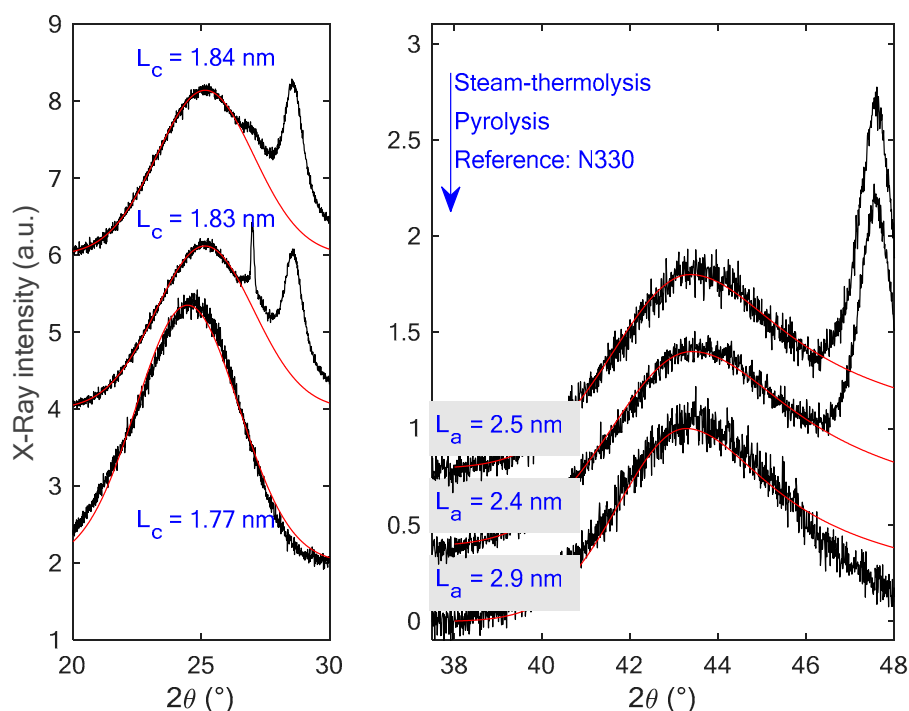 X-Ray intensity (a.u.)
9
8
7
6
5
4
3
2
1
L_c = 1.84 nm
L_c = 1.83 nm
L_c = 1.77 nm
20 25 30
2θ (°)
3
2.5
2
1.5
1
0.5
0
Steam-thermolysis
Pyrolysis
Reference: N330
L_a = 2.5 nm
L_a = 2.4 nm
L_a = 2.9 nm
38 40 42 44 46 48
2θ (°)